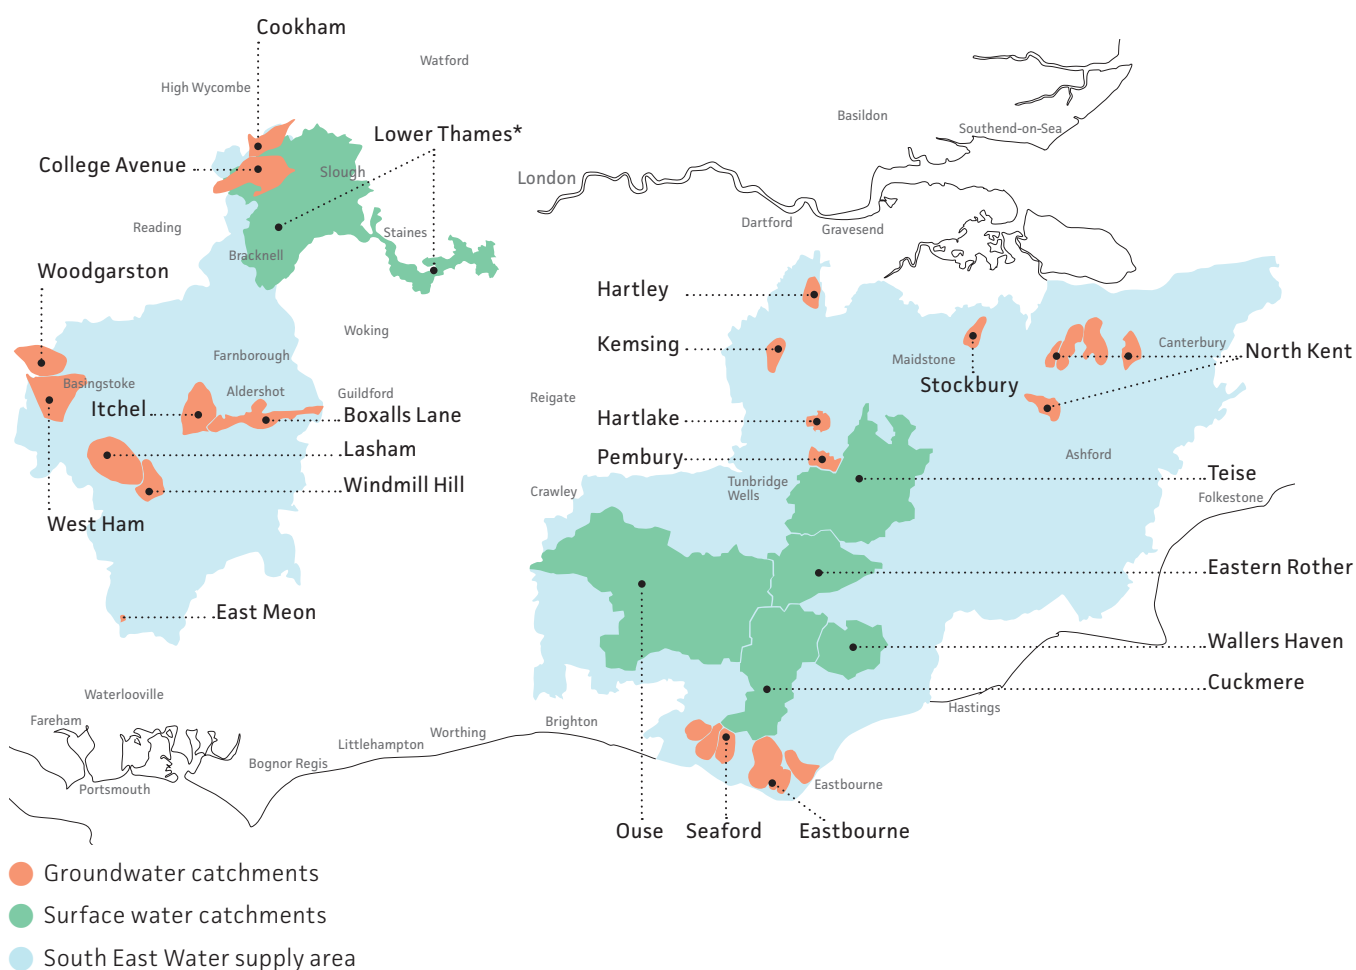 Cookham
Watford
High Wycombe
Basildon
Lower Thames*
Southend-on-Sea
College Avenue
Slough
London
Reading
Staines
Dartford
Gravesend
Bracknell
Woodgarston
Hartley
Woking
Kemsing
Farnborough
Maidstone
Canterbury
North Kent
Basingstoke
Aldershot
Guildford
Stockbury
Reigate
Itchel
Boxalls Lane
Hartlake
Lasham
Pembury
Ashford
Windmill Hill
Crawley
Tunbridge
Wells
Teise
Folkestone
West Ham
Eastern Rother
East Meon
Wallers Haven
Cuckmere
Waterlooville
Hastings
Fareham
Brighton
Worthing
Littlehampton
Bognor Regis
Portsmouth
Eastbourne
Ouse
Seaford
Eastbourne
Groundwater catchments
Surface water catchments
South East Water supply area